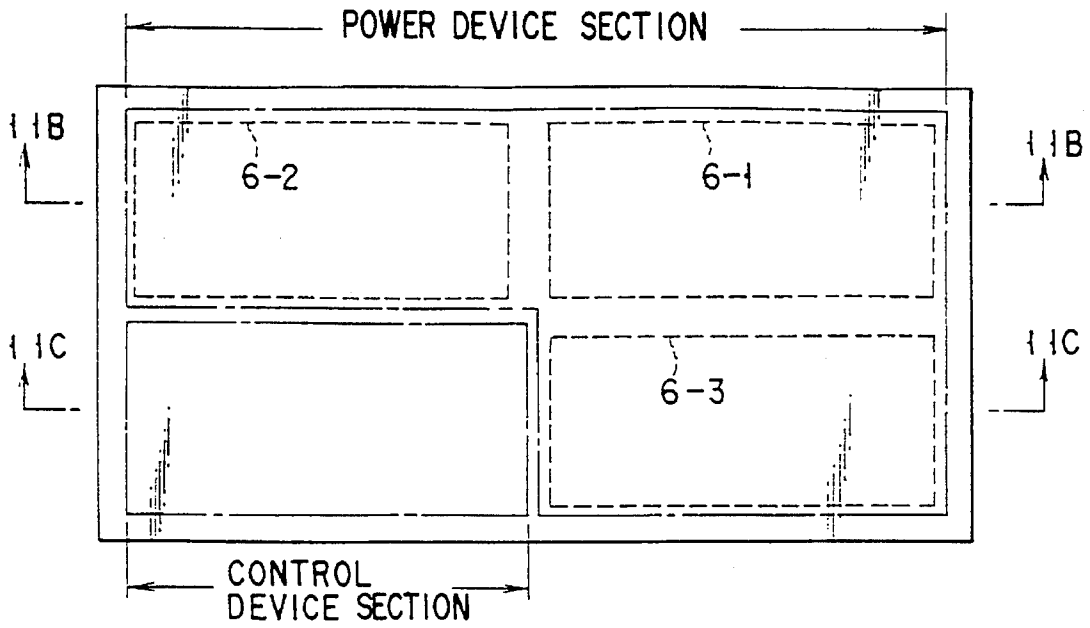 POWER DEVICE SECTION
11B
11B
6-2
6-1
11C
11C
6-3
CONTROL
DEVICE SECTION